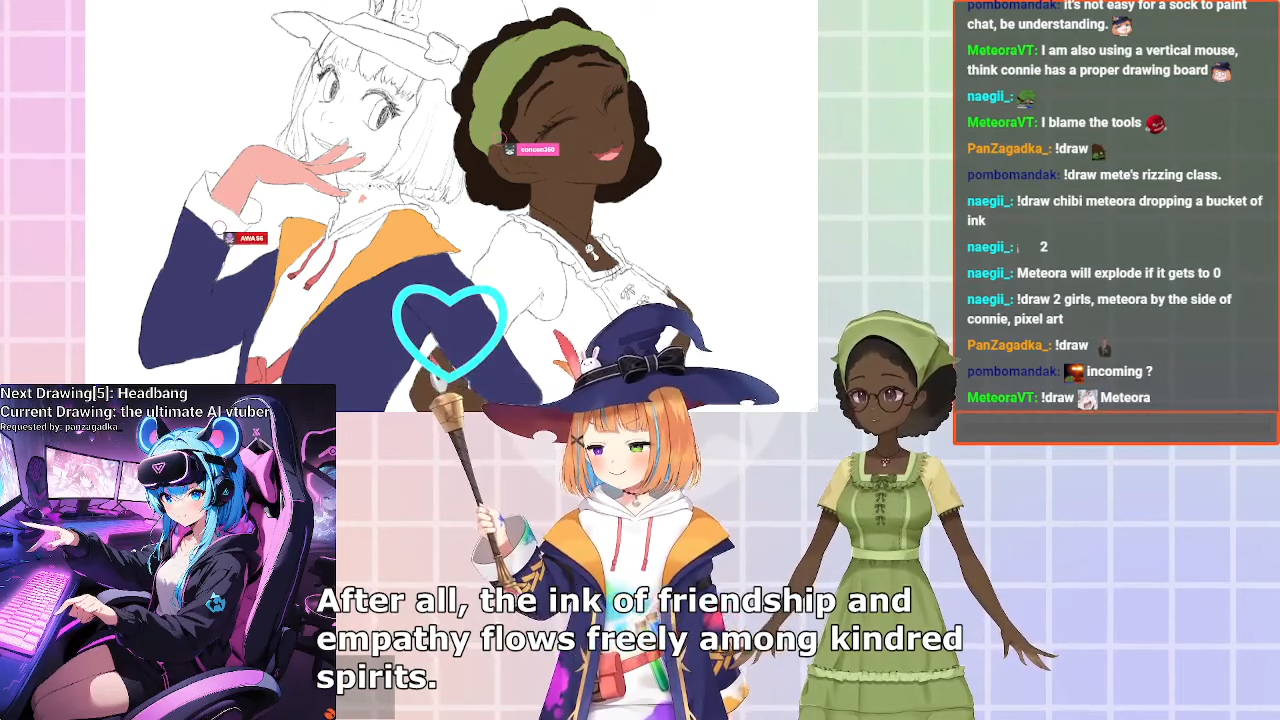 pombomandak: it's not easy for a sock to paint
chat, be understanding.
MeteoraVT: I am also using a vertical mouse,
think connie has a proper drawing board
naegii_:
MeteoraVT: I blame the tools
PanZagadka_: !draw
pombomandak: !draw mete's rizzing class.
naegii_: !draw chibi meteora dropping a bucket of
ink
naegii_: 2
naegii_: Meteora will explode if it gets to 0
naegii_: !draw 2 girls, meteora by the side of
connie, pixel art
PanZagadka_: !draw
pombomandak: incoming ?
MeteoraVT: !draw Meteora
concon350
AWA56
Next Drawing[5]: Headbang
Current Drawing: the ultimate AI vtuber
Requested by: panzagadka_
After all, the ink of friendship and
empathy flows freely among kindred
spirits.